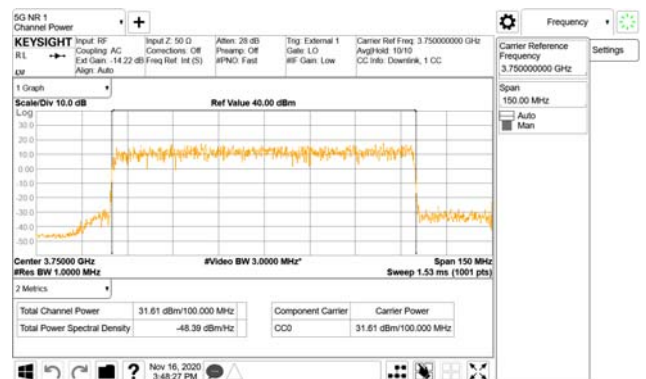 5G NR 1
Channel Power
Frequency
KEYSIGHT
Input: RF
Coupling: AC
Ext Gain: -14.22 dB
Align: Auto
Input Z: 50 Ω
Corrections: Off
Freq Ref: Int (S)
Atten: 28 dB
Preamp: Off
#PNO: Fast
Trig: External 1
Gate: LO
#IF Gain: Low
Carrier Ref Freq: 3.750000000 GHz
Avg|Hold: 10/10
CC Info: Downlink, 1 CC
RL
Carrier Reference
Frequency
3.750000000 GHz
Settings
Span
150.00 MHz
Auto
Man
1 Graph
Scale/Div 10.0 dB
Ref Value 40.00 dBm
Log
30.0
20.0
10.0
0.00
-10.0
-20.0
-30.0
-40.0
-50.0
Center 3.75000 GHz
#Video BW 3.0000 MHz*
Span 150 MHz
#Res BW 1.0000 MHz
Sweep 1.53 ms (1001 pts)
2 Metrics
Total Channel Power 31.61 dBm/100.000 MHz
Total Power Spectral Density -48.39 dBm/Hz
Component Carrier Carrier Power
CC0 31.61 dBm/100.000 MHz
?
Nov 16, 2020
3:48:27 PM